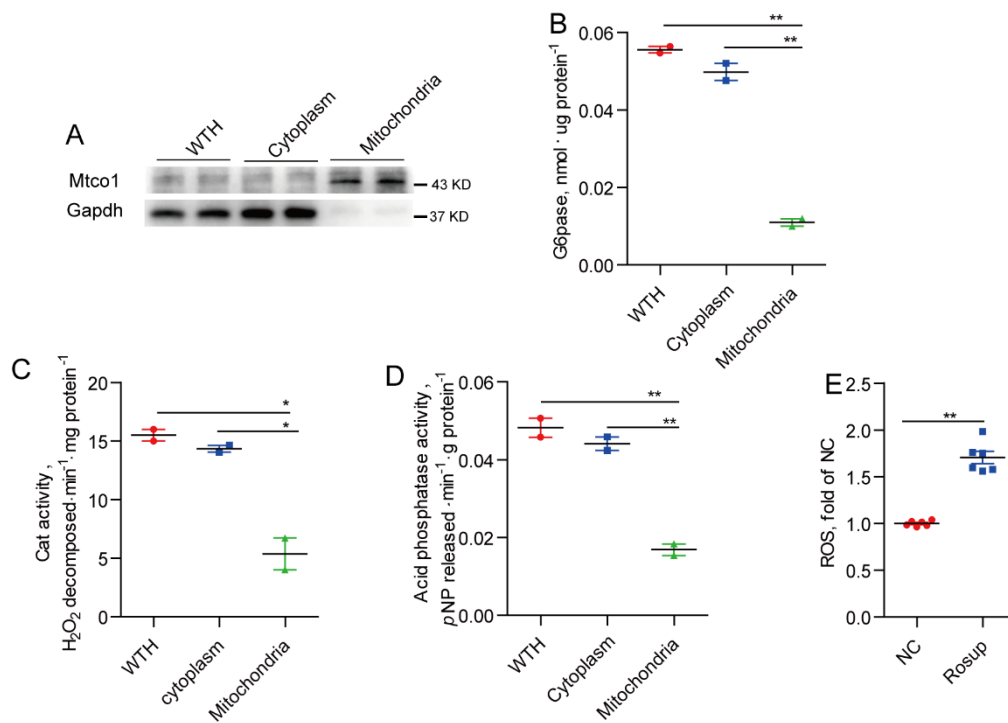 A
WTH
Cytoplasm
Mitochondria
Mtco1
43 KD
Gapdh
37 KD
B
G6pase, nmol· ug protein⁻¹
0.06
0.04
0.02
0.00
**
**
WTH
Cytoplasm
Mitochondria
C
Cat activity,
H₂O₂ decomposed·min⁻¹·mg protein⁻¹
20
15
10
5
0
*
*
WTH
cytoplasm
Mitochondria
D
Acid phosphatase activity,
pNP released ·min⁻¹·g protein⁻¹
0.06
0.04
0.02
0.00
**
**
WTH
Cytoplasm
Mitochondria
E
ROS, fold of NC
2.5
2.0
1.5
1.0
0.5
0.0
**
NC
Rosup